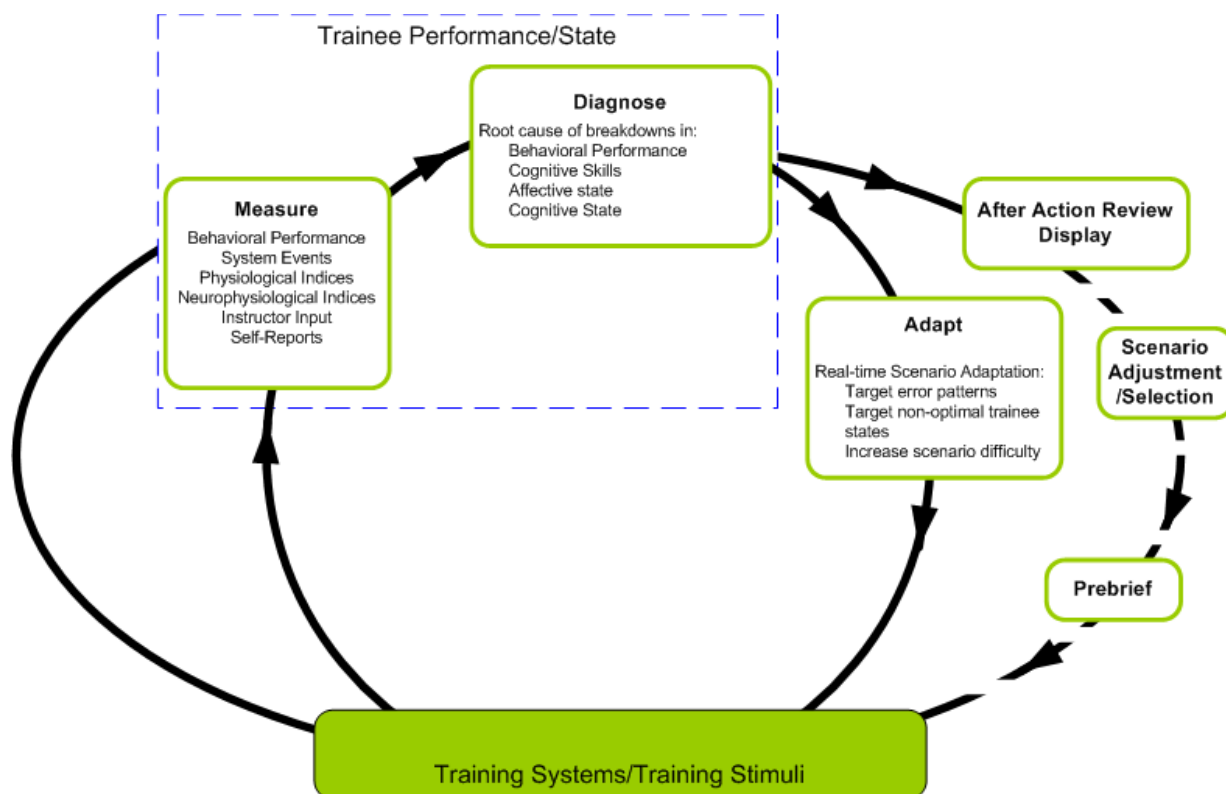 Trainee Performance/State
Diagnose
Root cause of breakdowns in:
Behavioral Performance
Cognitive Skills
Affective state
Cognitive State
Measure
Behavioral Performance
System Events
Physiological Indices
Neurophysiological Indices
Instructor Input
Self-Reports
After Action Review
Display
Adapt
Real-time Scenario Adaptation:
Target error patterns
Target non-optimal trainee
states
Increase scenario difficulty
Scenario
Adjustment
/Selection
Prebrief
Training Systems/Training Stimuli